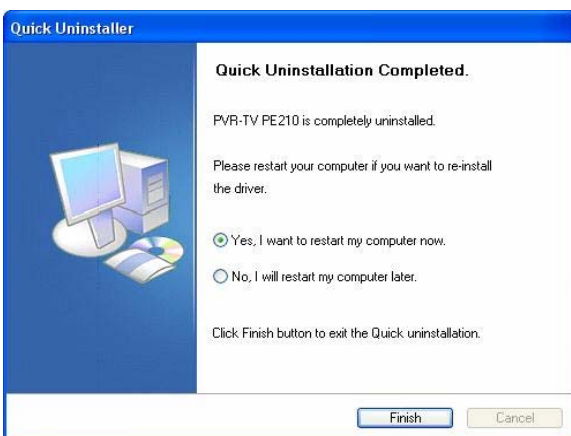 Quick Uninstaller
Quick Uninstallation Completed.
PVR-TV PE210 is completely uninstalled.
Please restart your computer if you want to re-install
the driver.
Yes, I want to restart my computer now.
No, I will restart my computer later.
Click Finish button to exit the Quick uninstallation.
Finish
Cancel